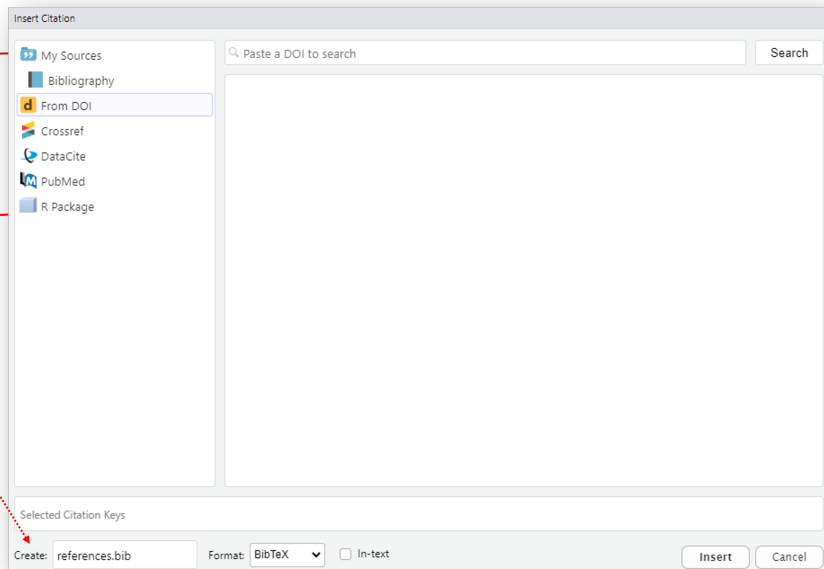 Insert Citation
My Sources
Bibliography
From DOI
Crossref
DataCite
PubMed
R Package
Paste a DOI to search
Search
Selected Citation Keys
Create: references.bib Format: BibTeX In-text Insert Cancel